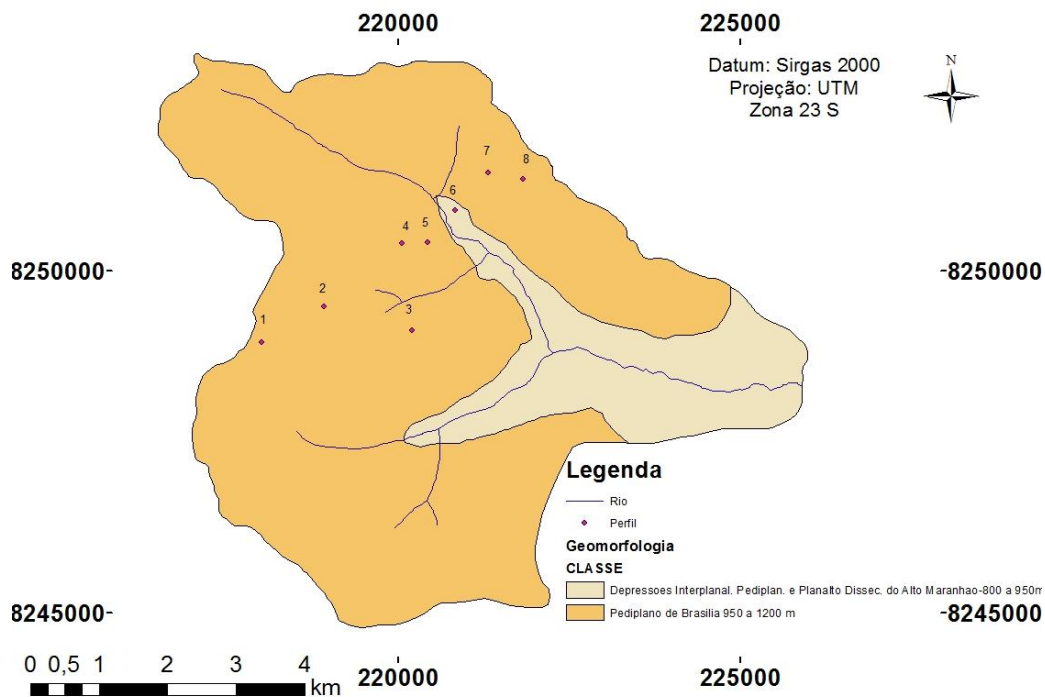 220000
225000
Datum: Sirgas 2000
Projeção: UTM
Zona 23 S
N
7
8
6
4
5
8250000
8250000
2
3
1
Legenda
Rio
Perfil
Geomorfologia
CLASSE
Depressoes Interplanal. Pediplan. e Planalto Dissec. do Alto Maranhao-800 a 950m
Pediplano de Brasilia 950 a 1200 m
8245000
8245000
0 0,5 1 2 3 4
km
220000
225000